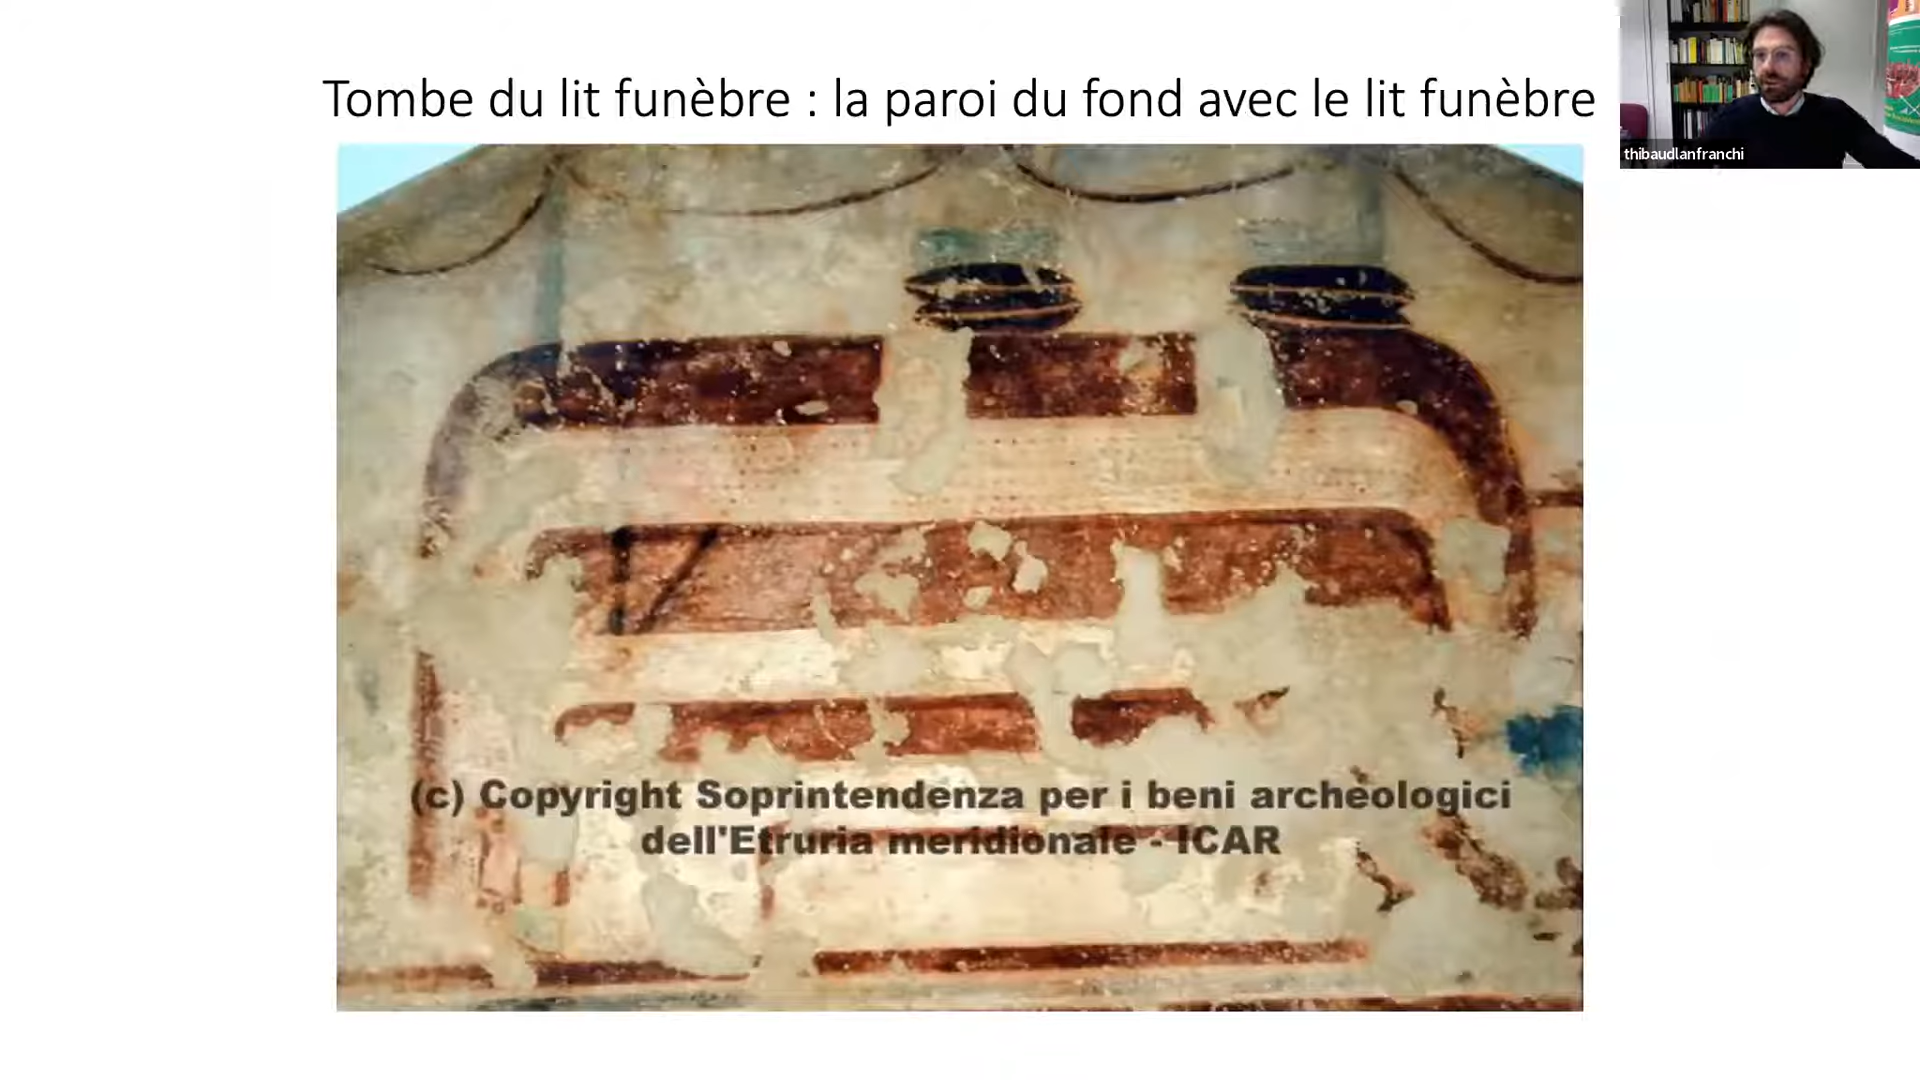 Tombe du lit funèbre : la paroi du fond avec le lit funèbre
thibaudlanfranchi
(c) Copyright Soprintendenza per i beni archeologici
dell'Etruria meridionale - ICAR